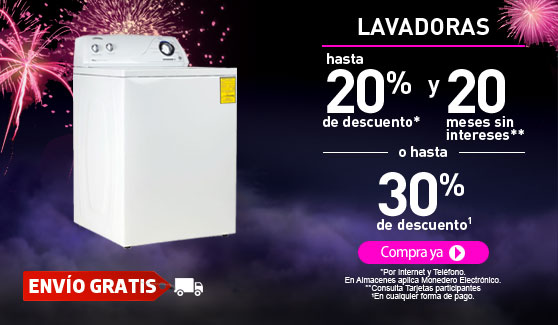 LAVADORAS
hasta
20% y 20
de descuento* meses sin
intereses**
o hasta
30%
de descuento¹
Compra ya
*Por Internet y Teléfono.
En Almacenes aplica Monedero Electrónico.
**Consulta Tarjetas participantes
¹En cualquier forma de pago.
ENVÍO GRATIS